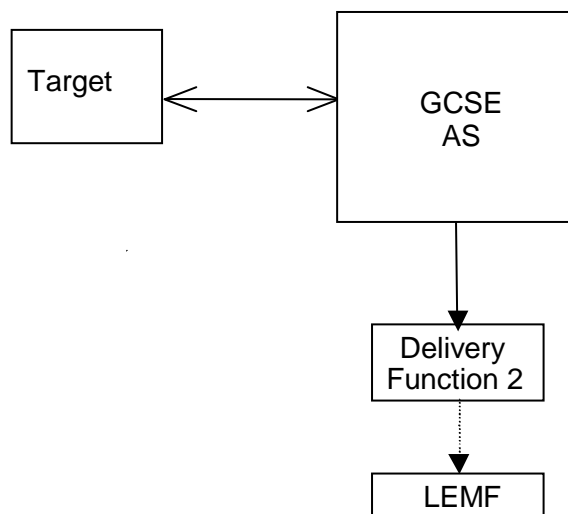 Target
GCSE
AS
Delivery
Function 2
LEMF